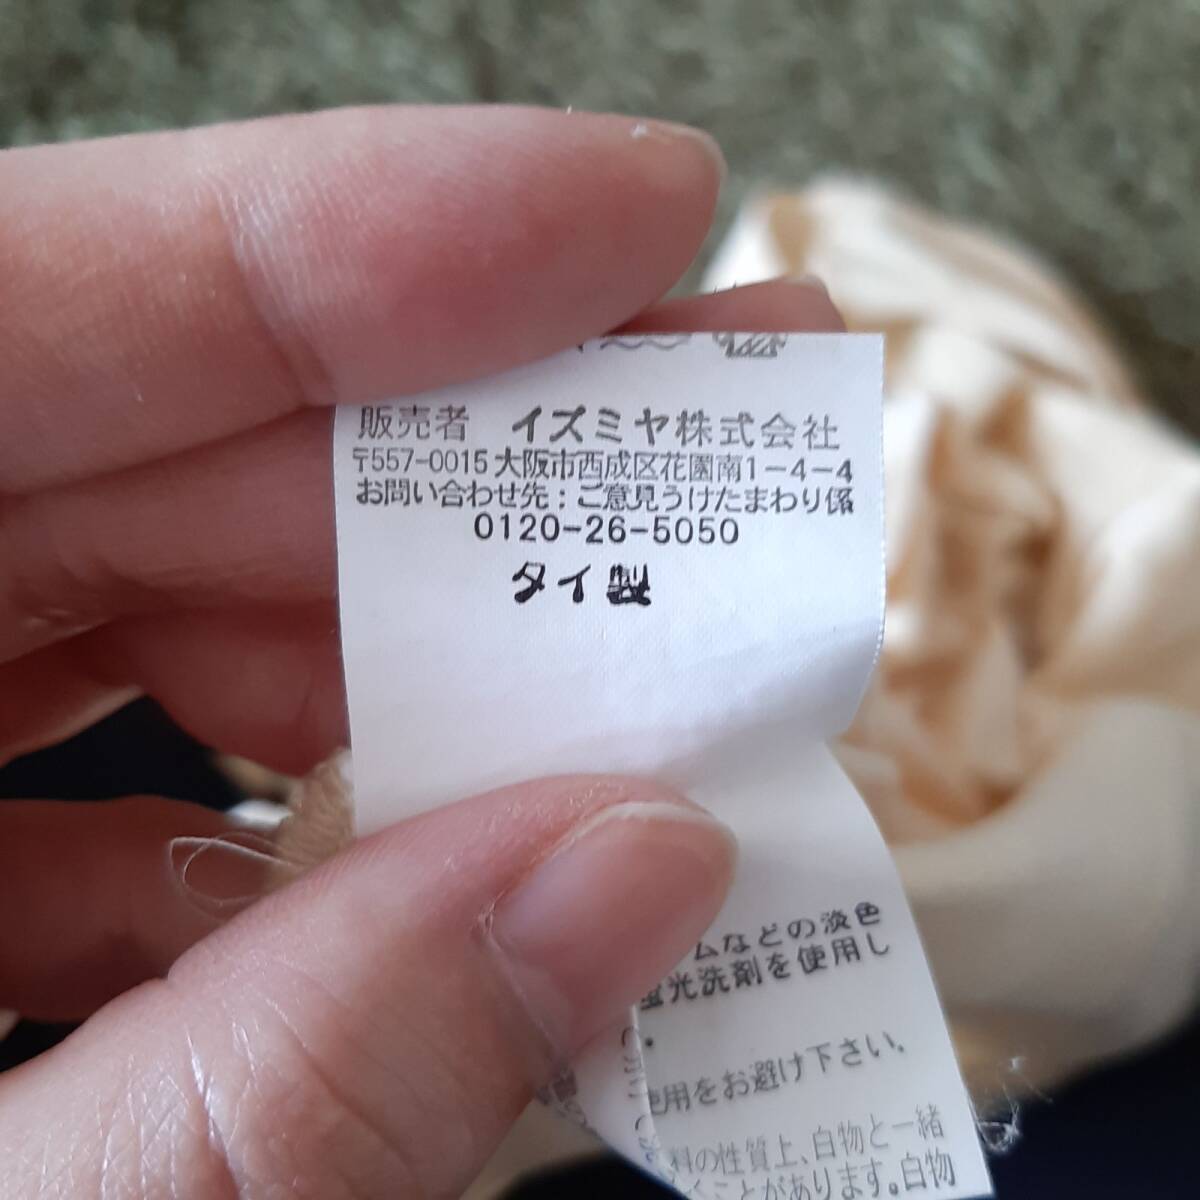 販売者 イズミヤ株式会社
〒557-0015 大阪市西成区花園南1-4-4
お問い合わせ先：ご意見うけたまわり係
0120-26-5050
タイ製
ムなどの淡色
蛍光洗剤を使用し
使用をお避け下さい。
料の性質上、白物と一緒
くことがあります。白物